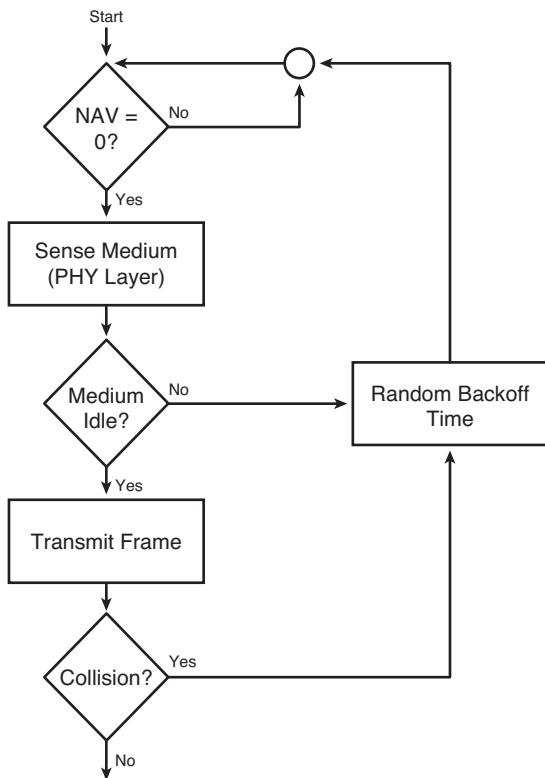 Start
NAV =
0?
No
Yes
Sense Medium
(PHY Layer)
Medium
Idle?
No
Random Backoff
Time
Yes
Transmit Frame
Collision?
Yes
No